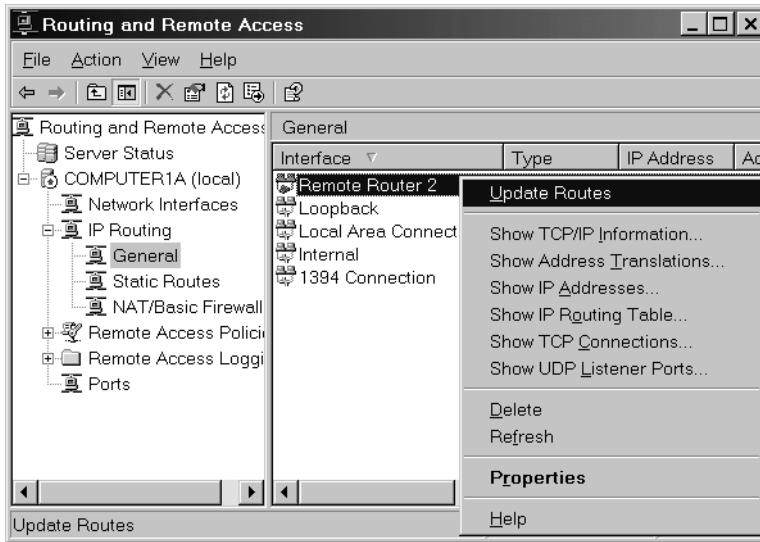 Routing and Remote Access
File Action View Help
Routing and Remote Access
Server Status
COMPUTER1A (local)
Network Interfaces
IP Routing
General
Static Routes
NAT/Basic Firewall
Remote Access Polici
Remote Access Loggi
Ports
General
Interface Type IP Address Ad
Remote Router 2
Loopback
Local Area Connect
Internal
1394 Connection
Update Routes
Show TCP/IP Information...
Show Address Translations...
Show IP Addresses...
Show IP Routing Table...
Show TCP Connections...
Show UDP Listener Ports...
Delete
Refresh
Properties
Help
Update Routes